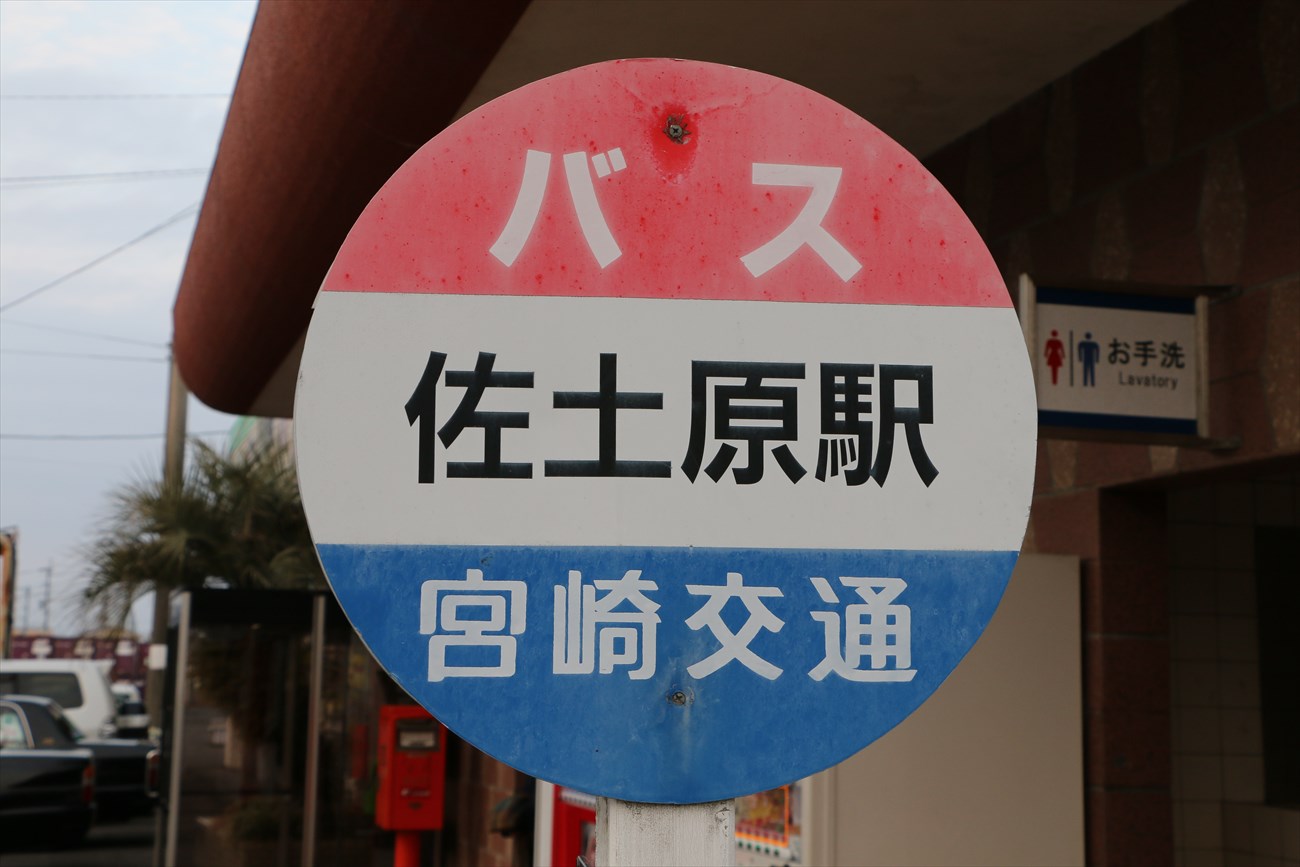 バス
佐土原駅
宮崎交通
お手洗
Lavatory